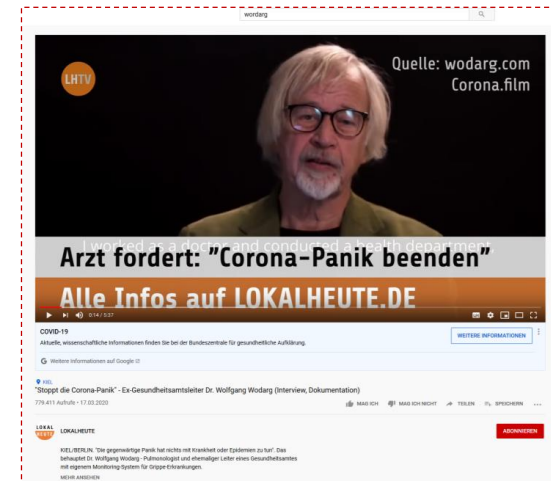 wordarg
LHTV
Quelle: wodarg.com
Corona.film
I worked as a doctor and conducted a health department,
Arzt fordert: "Corona-Panik beenden"
Alle Infos auf LOKALHEUTE.DE
0:14 / 5:37
COVID-19
Aktuelle, wissenschaftliche Informationen finden Sie bei der Bundeszentrale für gesundheitliche Aufklärung.
WEITERE INFORMATIONEN
G Weitere Informationen auf Google
KIEL
"Stoppt die Corona-Panik" - Ex-Gesundheitsamtsleiter Dr. Wolfgang Wodarg (Interview, Dokumentation)
779.411 Aufrufe • 17.03.2020
MAG ICH
MAG ICH NICHT
TEILEN
SPEICHERN
LOKAL
HEUTE
LOKALHEUTE
ABONNIEREN
KIEL/BERLIN. "Die gegenwärtige Panik hat nichts mit Krankheit oder Epidemien zu tun". Das
behauptet Dr. Wolfgang Wodarg - Pulmonologist und ehemaliger Leiter eines Gesundheitsamtes
mit eigenem Monitoring-System für Grippe-Erkrankungen.
MEHR ANSEHEN